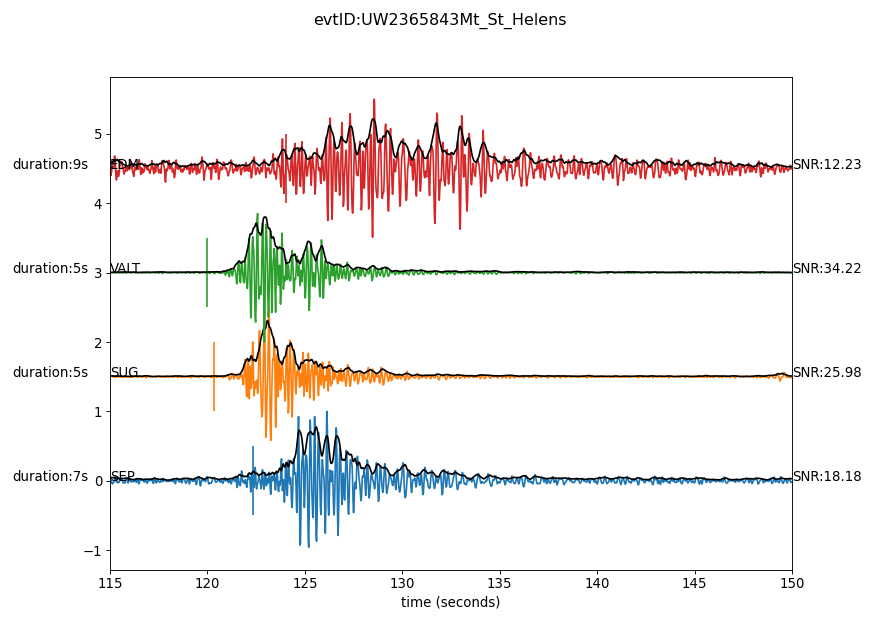 evtID:UW2365843Mt_St_Helens
5
duration:9s EDM SNR:12.23
4
duration:5s VALT SNR:34.22
3
2
duration:5s SUG SNR:25.98
1
duration:7s SEP SNR:18.18
0
−1
115 120 125 130 135 140 145 150
time (seconds)